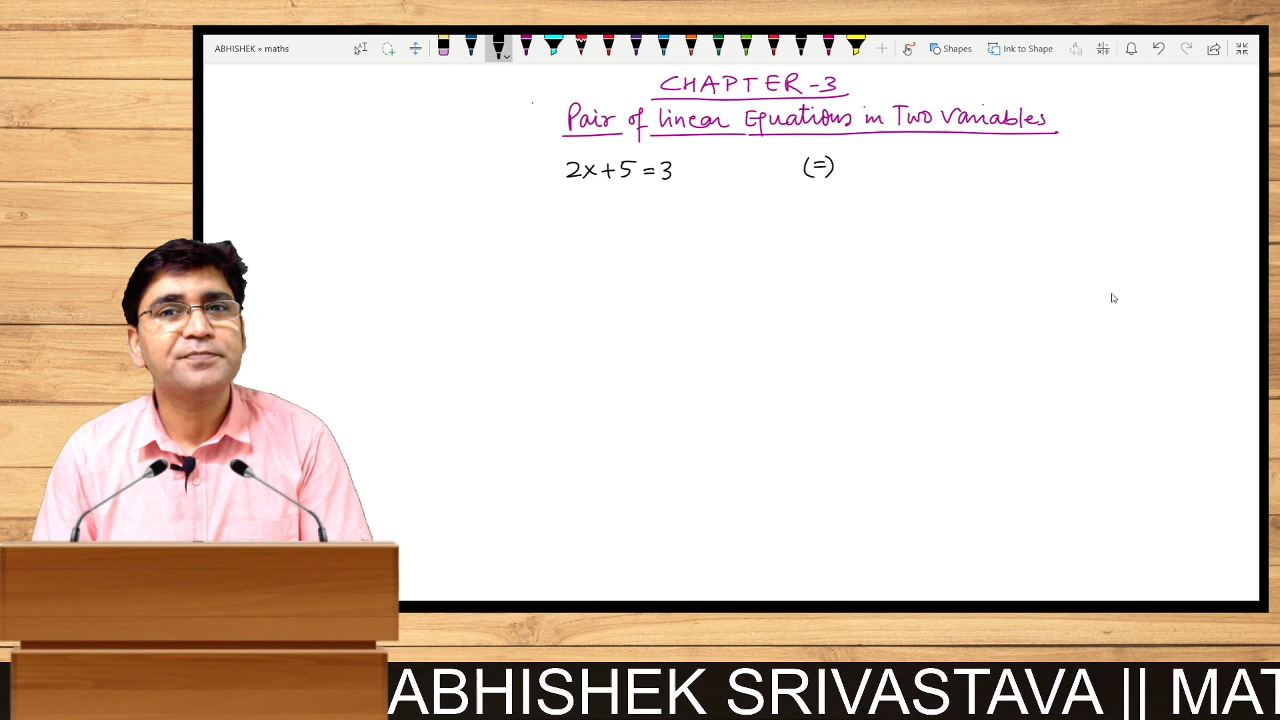 ABHISHEK » maths
Shapes
Ink to Shape
CHAPTER-3
Pair of linear Equations in Two variables
2x+5=3 (=)
ABHISHEK SRIVASTAVA || MAT